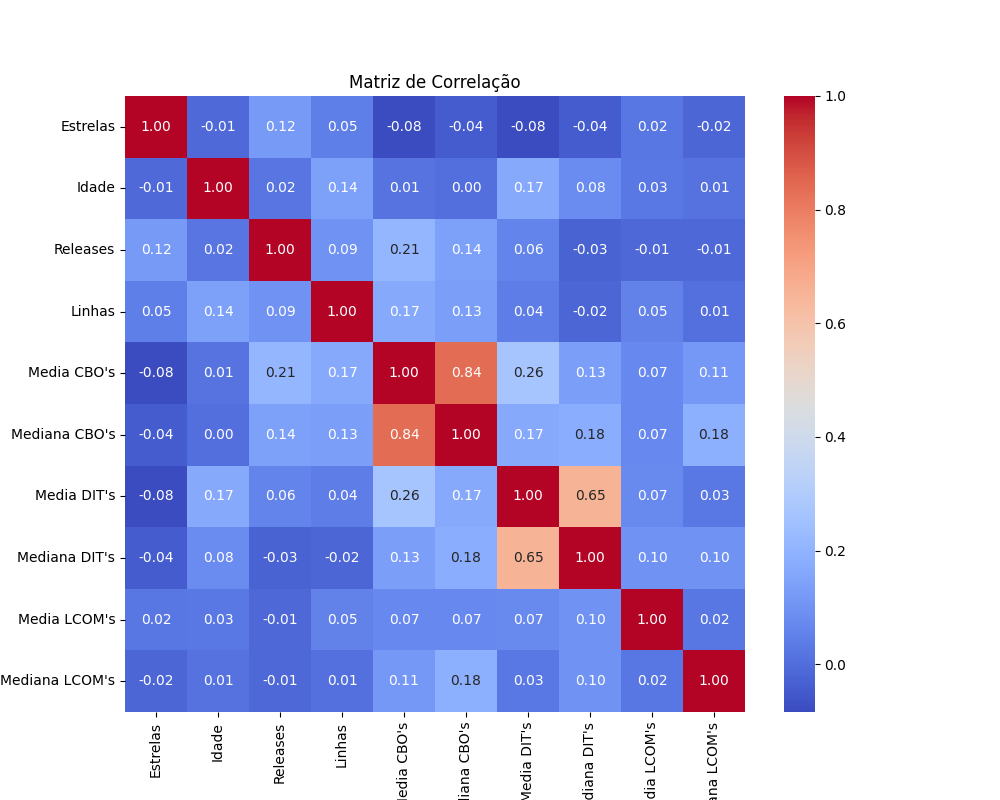 Matriz de Correlação
Estrelas 1.00 -0.01 0.12 0.05 -0.08 -0.04 -0.08 -0.04 0.02 -0.02
Idade -0.01 1.00 0.02 0.14 0.01 0.00 0.17 0.08 0.03 0.01
Releases 0.12 0.02 1.00 0.09 0.21 0.14 0.06 -0.03 -0.01 -0.01
Linhas 0.05 0.14 0.09 1.00 0.17 0.13 0.04 -0.02 0.05 0.01
Media CBO's -0.08 0.01 0.21 0.17 1.00 0.84 0.26 0.13 0.07 0.11
Mediana CBO's -0.04 0.00 0.14 0.13 0.84 1.00 0.17 0.18 0.07 0.18
Media DIT's -0.08 0.17 0.06 0.04 0.26 0.17 1.00 0.65 0.07 0.03
Mediana DIT's -0.04 0.08 -0.03 -0.02 0.13 0.18 0.65 1.00 0.10 0.10
Media LCOM's 0.02 0.03 -0.01 0.05 0.07 0.07 0.07 0.10 1.00 0.02
Mediana LCOM's -0.02 0.01 -0.01 0.01 0.11 0.18 0.03 0.10 0.02 1.00
Estrelas
Idade
Releases
Linhas
edia CBO's
diana CBO's
Media DIT's
diana DIT's
dia LCOM's
ana LCOM's
1.0
0.8
0.6
0.4
0.2
0.0